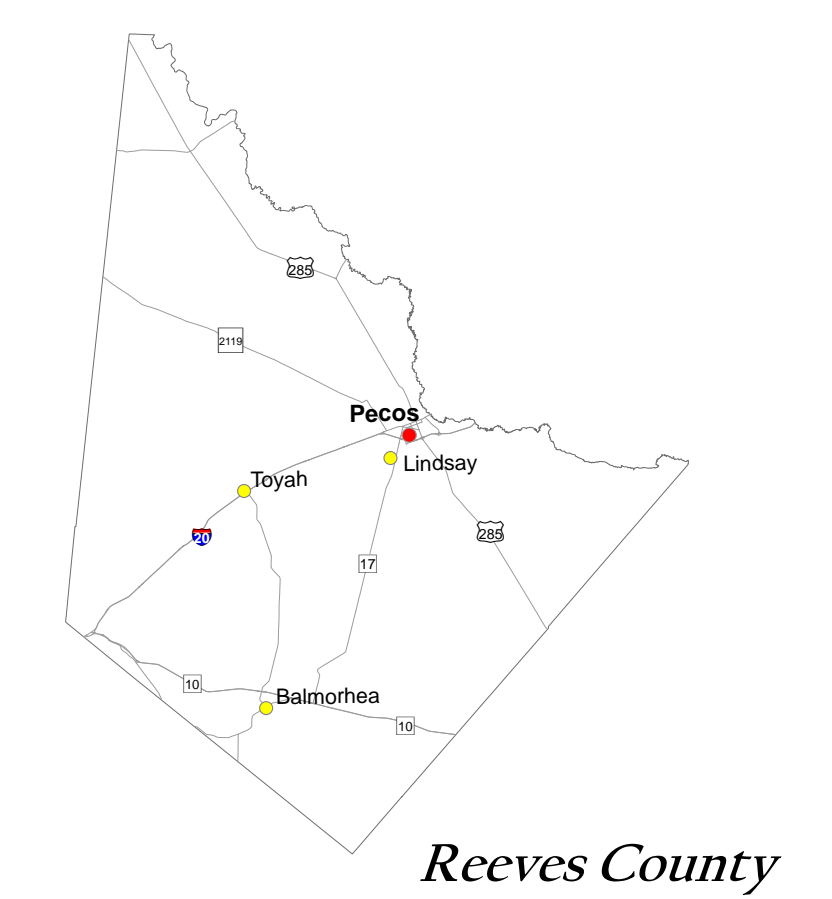 285
2119
Pecos
Lindsay
Toyah
20
285
17
10
Balmorhea
10
Reeves County